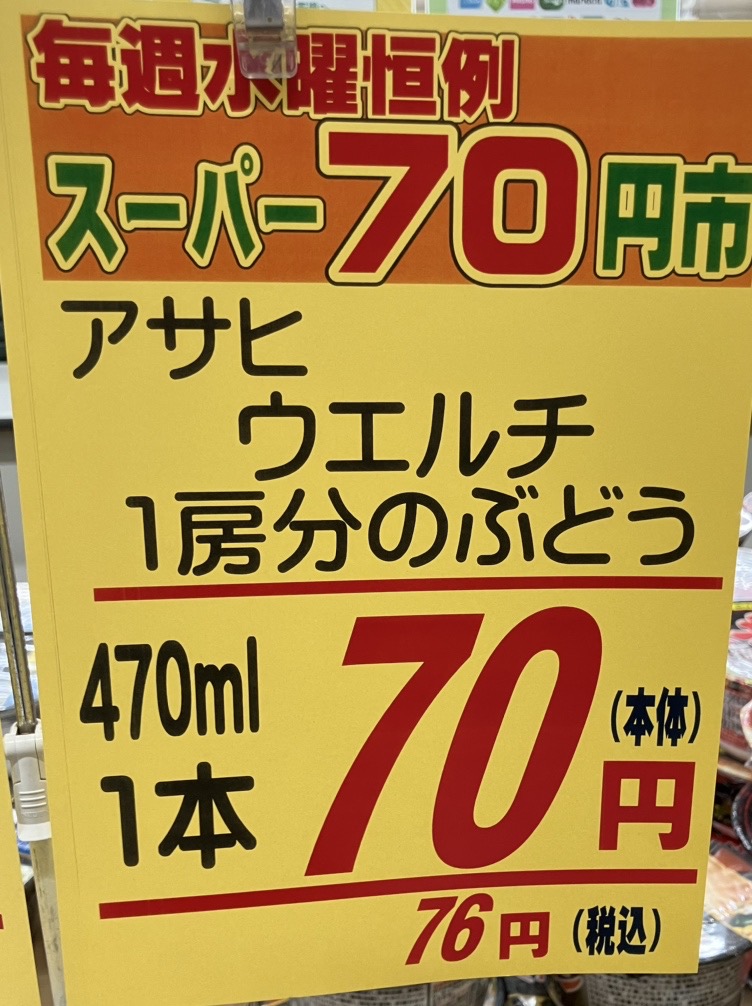 毎週水曜恒例
スーパー70円市
アサヒ
ウエルチ
1房分のぶどう
470ml
1本
70円
(本体)
76円(税込)